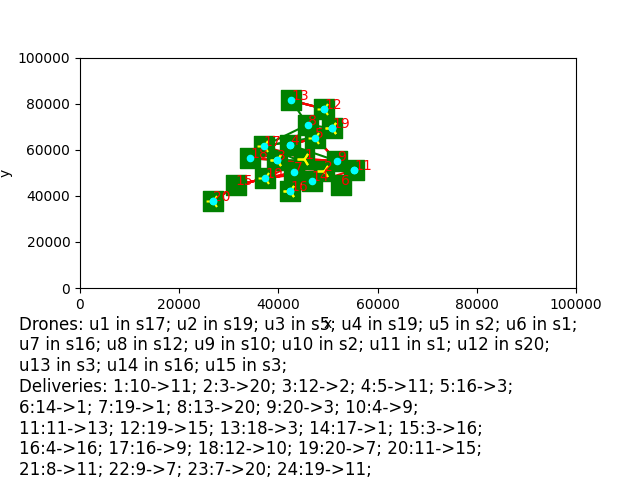 100000
80000
60000
40000
20000
0
y
0 20000 40000 60000 80000 100000
x
Drones: u1 in s17; u2 in s19; u3 in s5; u4 in s19; u5 in s2; u6 in s1;
u7 in s16; u8 in s12; u9 in s10; u10 in s2; u11 in s1; u12 in s20;
u13 in s3; u14 in s16; u15 in s3;
Deliveries: 1:10->11; 2:3->20; 3:12->2; 4:5->11; 5:16->3;
6:14->1; 7:19->1; 8:13->20; 9:20->3; 10:4->9;
11:11->13; 12:19->15; 13:18->3; 14:17->1; 15:3->16;
16:4->16; 17:16->9; 18:12->10; 19:20->7; 20:11->15;
21:8->11; 22:9->7; 23:7->20; 24:19->11;